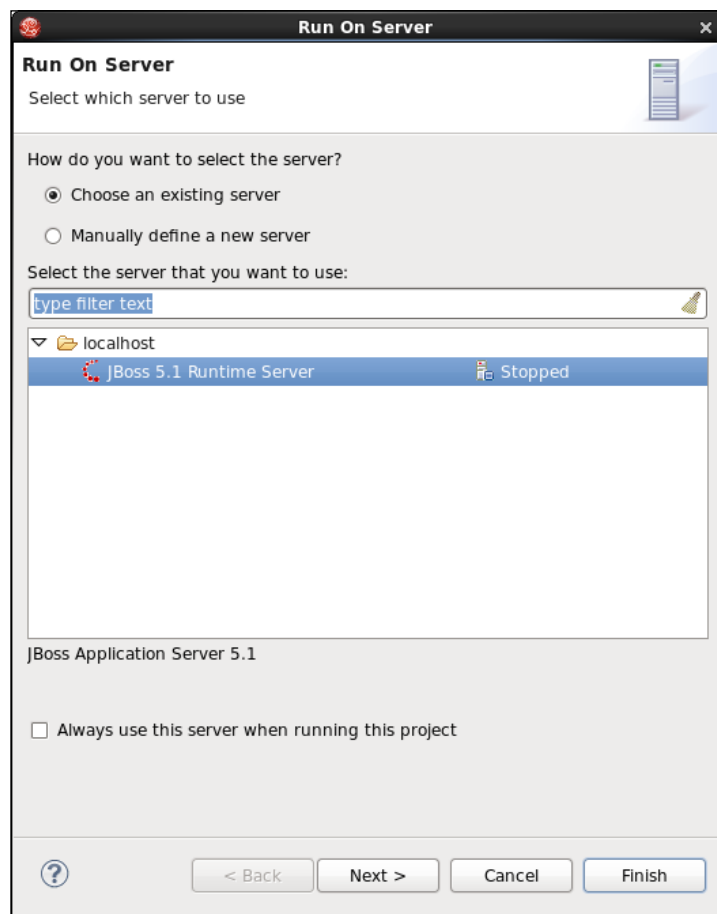 Run On Server
Run On Server
Select which server to use
How do you want to select the server?
Choose an existing server
Manually define a new server
Select the server that you want to use:
type filter text
localhost
JBoss 5.1 Runtime Server Stopped
JBoss Application Server 5.1
Always use this server when running this project
? < Back Next > Cancel Finish